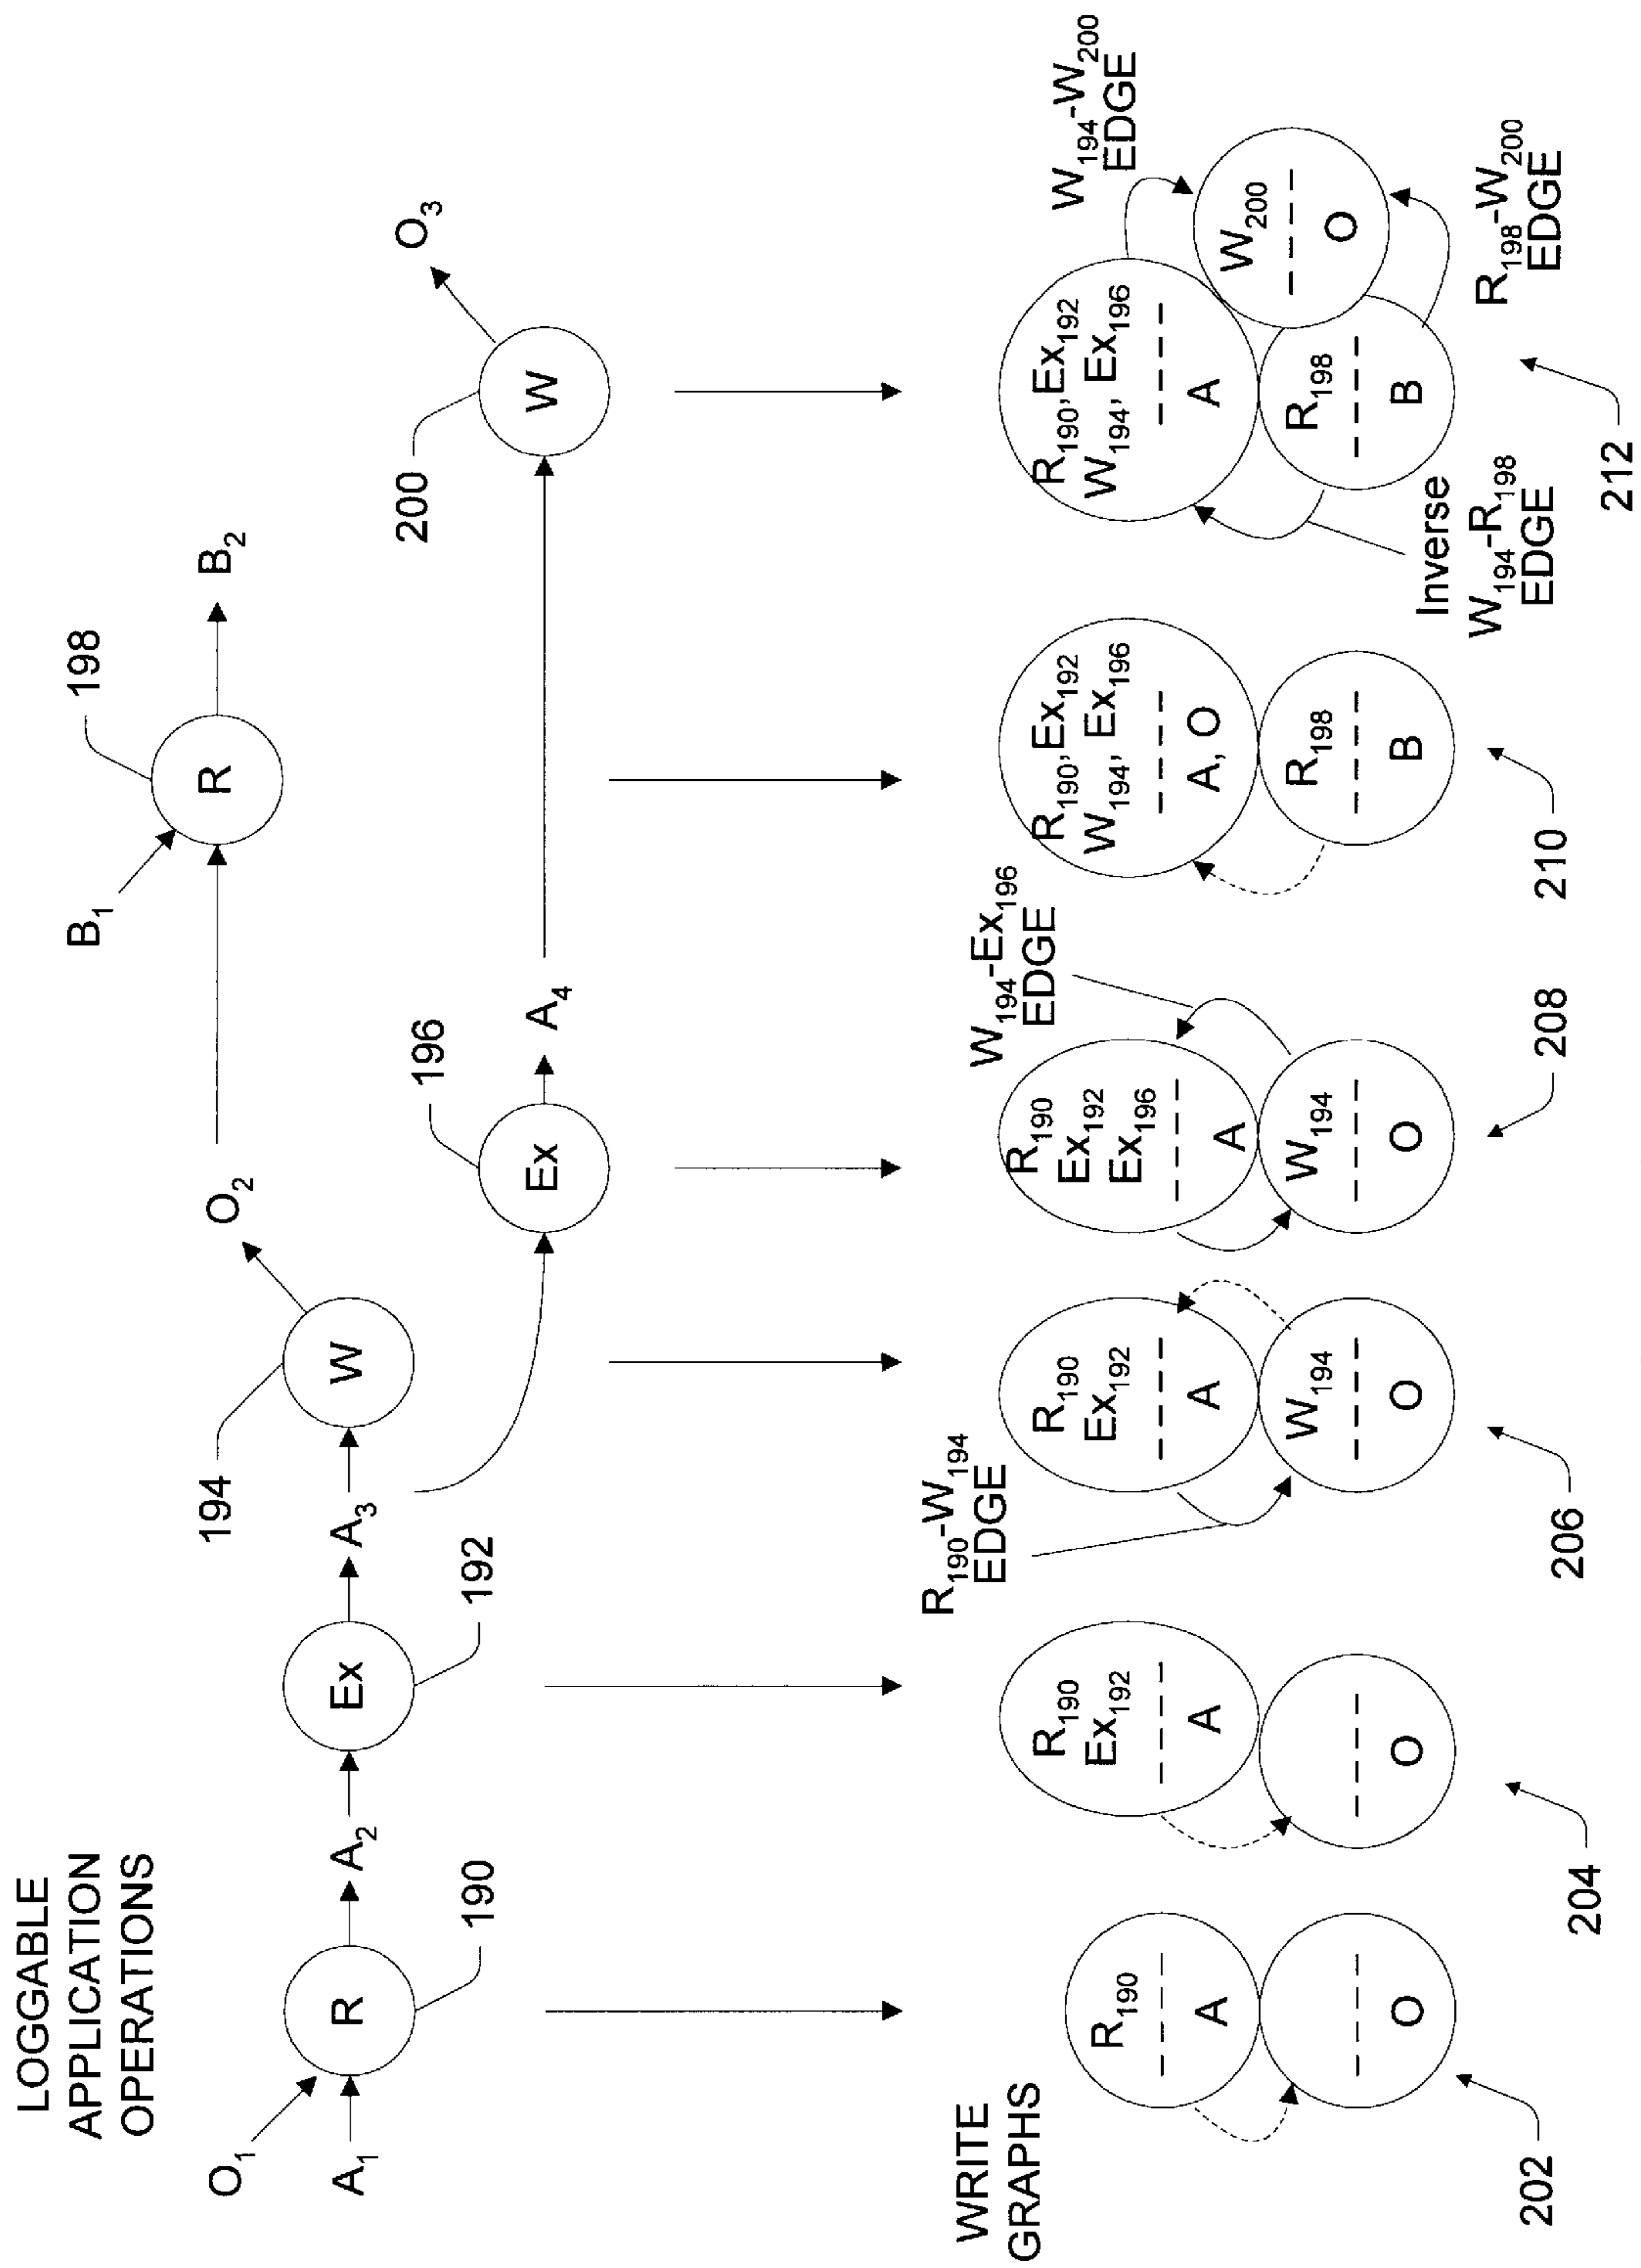 LOGGABLE
APPLICATION
OPERATIONS
O₁
A₁
R
190
A₂
Ex
192
A₃
W
194
O₂
Ex
196
A₄
B₁
R
198
B₂
W
200
O₃
WRITE
GRAPHS
R₁₉₀
A
O
202
R₁₉₀
Ex₁₉₂
A
O
204
R₁₉₀-W₁₉₄
EDGE
R₁₉₀
Ex₁₉₂
A
W₁₉₄
O
206
W₁₉₄-Ex₁₉₆
EDGE
R₁₉₀
Ex₁₉₂
Ex₁₉₆
A
W₁₉₄
O
208
R₁₉₀, Ex₁₉₂
W₁₉₄, Ex₁₉₆
A, O
R₁₉₈
B
210
W₁₉₄-W₂₀₀
EDGE
R₁₉₀, Ex₁₉₂
W₁₉₄, Ex₁₉₆
A
W₂₀₀
O
R₁₉₈
B
Inverse
W₁₉₄-R₁₉₈
EDGE
R₁₉₈-W₂₀₀
EDGE
212